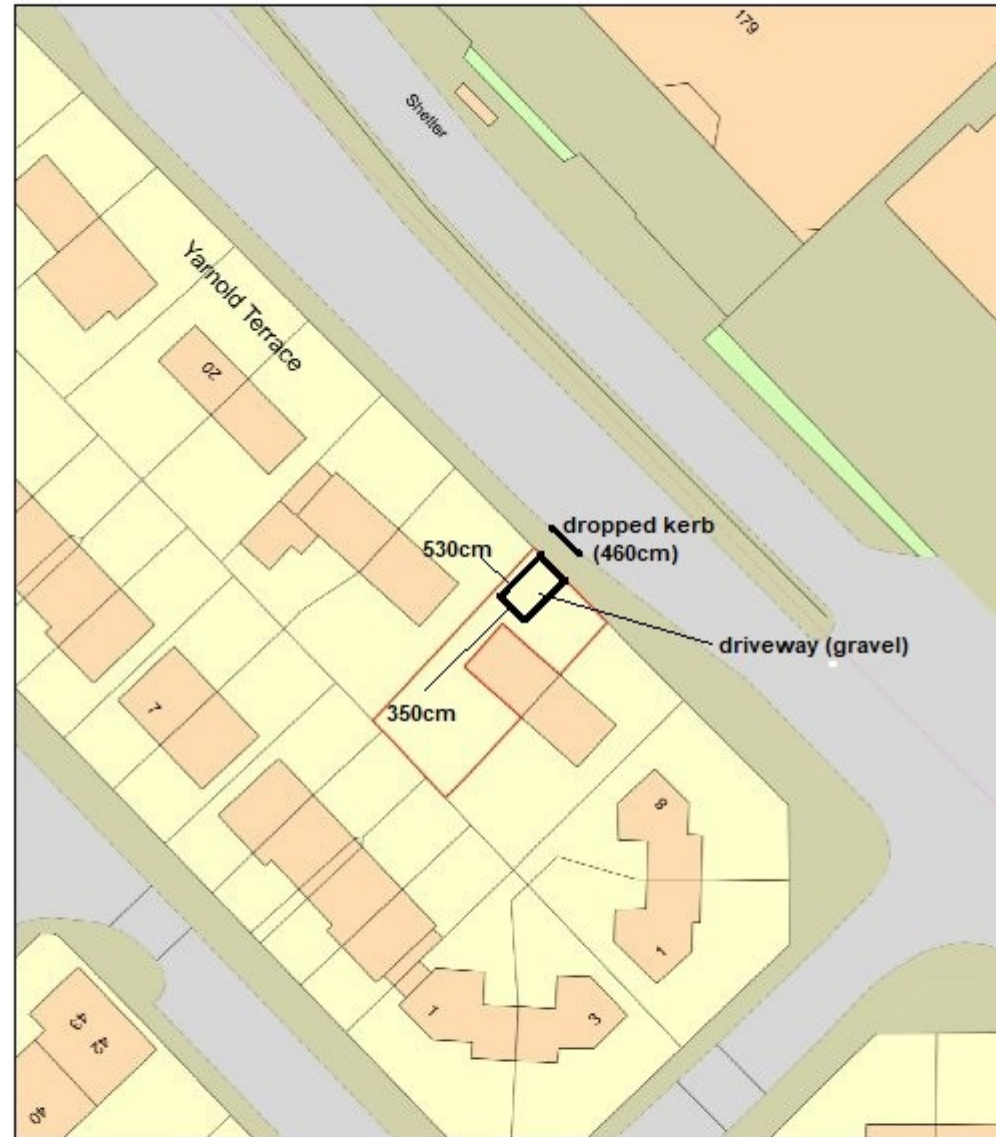 179
Shelter
Yarnold Terrace
20
dropped kerb
(460cm)
530cm
driveway (gravel)
350cm
7
8
1
1
3
43
42
40